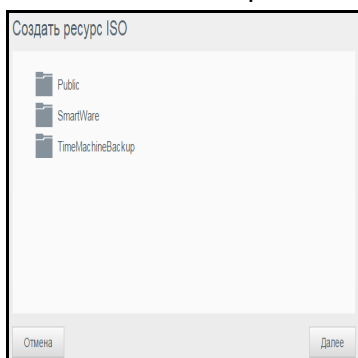 Создать ресурс ISO
Public
SmartWare
TimeMachineBackup
Отмена
Далее